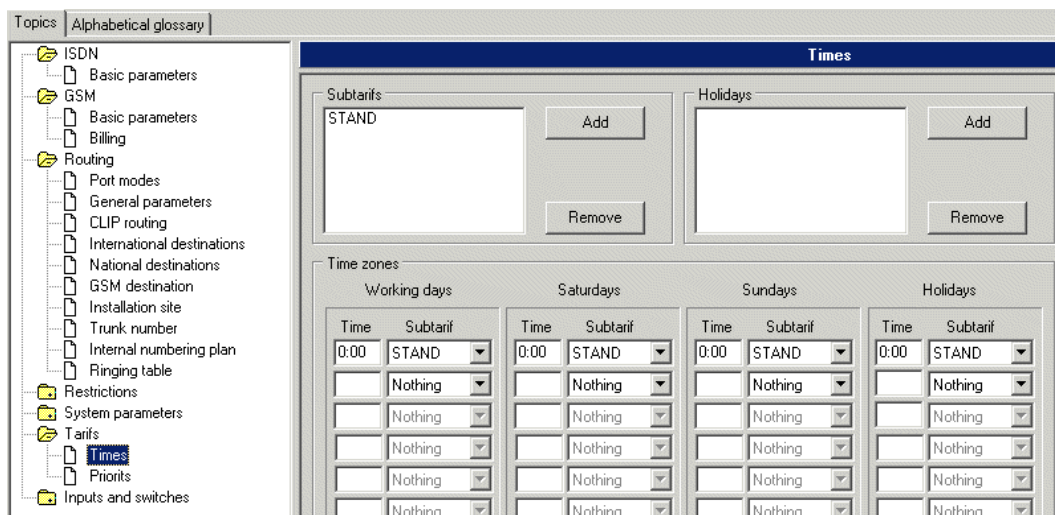 Topics Alphabetical glossary
ISDN
Basic parameters
GSM
Basic parameters
Billing
Routing
Port modes
General parameters
CLIP routing
International destinations
National destinations
GSM destination
Installation site
Trunk number
Internal numbering plan
Ringing table
Restrictions
System parameters
Tarifs
Times
Priorits
Inputs and switches
Times
Subtarifs
STAND
Add
Remove
Holidays
Add
Remove
Time zones
Working days Saturdays Sundays Holidays
Time Subtarif Time Subtarif Time Subtarif Time Subtarif
0:00 STAND 0:00 STAND 0:00 STAND 0:00 STAND
Nothing Nothing Nothing Nothing
Nothing Nothing Nothing Nothing
Nothing Nothing Nothing Nothing
Nothing Nothing Nothing Nothing
Nothing Nothing Nothing Nothing